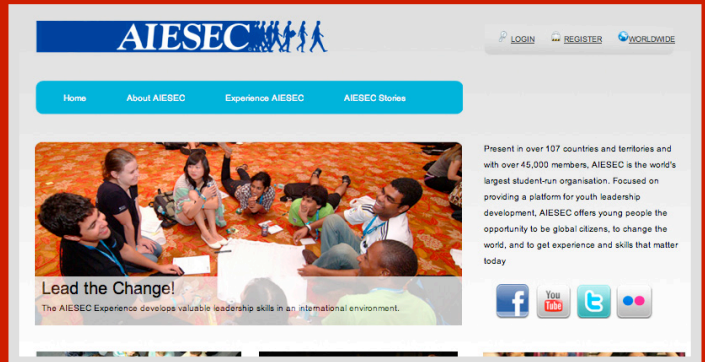 AIESEC
LOGIN REGISTER WORLDWIDE
Home About AIESEC Experience AIESEC AIESEC Stories
Present in over 107 countries and territories and
with over 45,000 members, AIESEC is the world's
largest student-run organisation. Focused on
providing a platform for youth leadership
development, AIESEC offers young people the
opportunity to be global citizens, to change the
world, and to get experience and skills that matter
today
Lead the Change!
The AIESEC Experience develops valuable leadership skills in an international environment.
f You Tube t